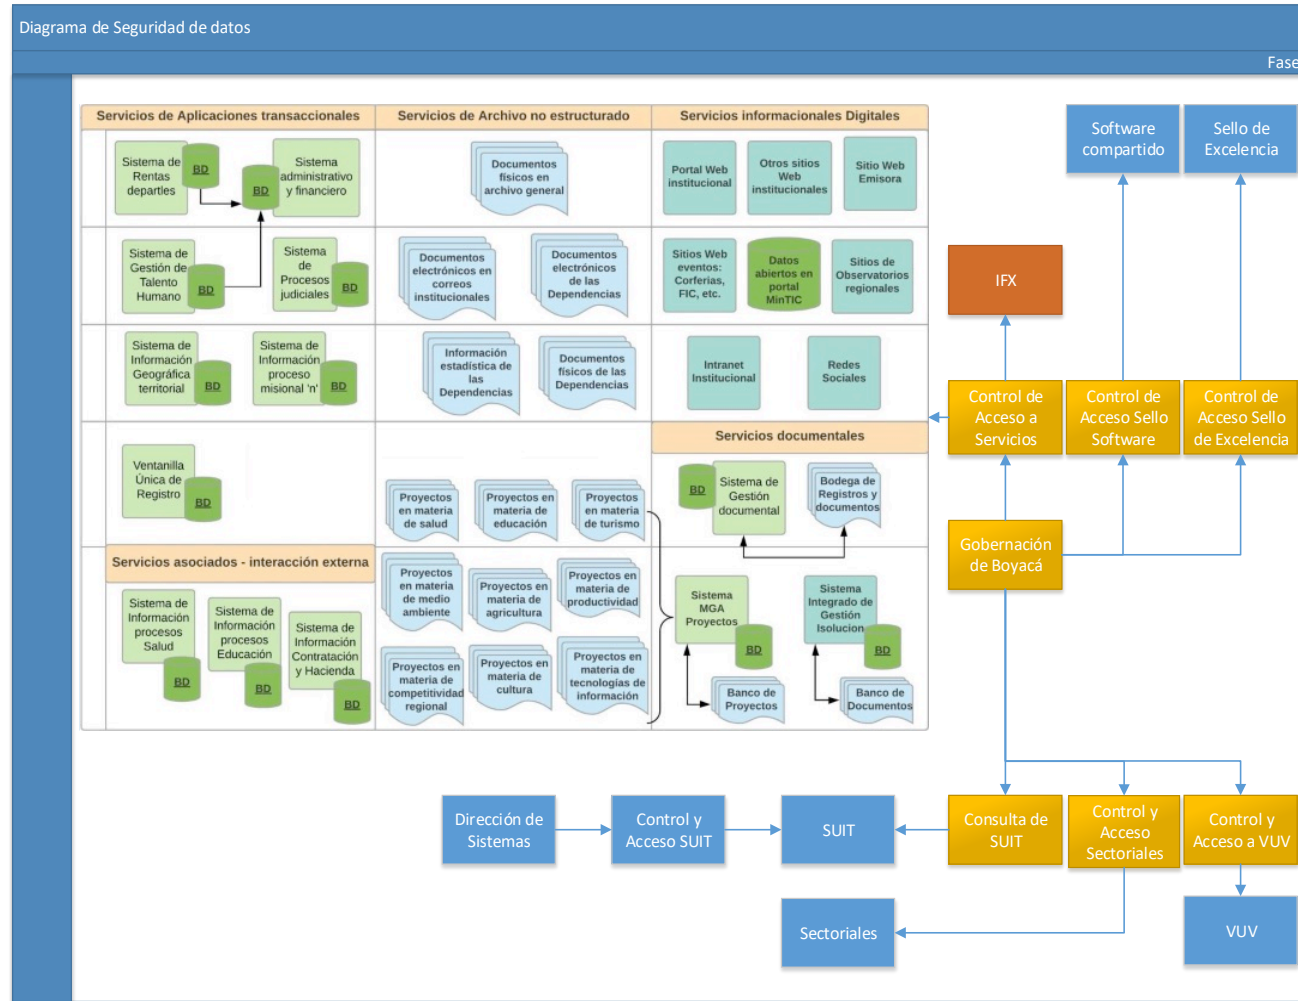 Diagrama de Seguridad de datos
Fase
Servicios de Aplicaciones transaccionales
Servicios de Archivo no estructurado
Servicios informacionales Digitales
Sistema de
Rentas
departles
BD
BD
Sistema
administrativo
y financiero
Documentos
físicos en
archivo general
Portal Web
institucional
Otros sitios
Web
institucionales
Sitio Web
Emisora
Sistema de
Gestión de
Talento
Humano
BD
Sistema
de
Procesos
judiciales
BD
Documentos
electrónicos en
correos
institucionales
Documentos
electrónicos
de las
Dependencias
Sitios Web
eventos:
Corferias,
FIC, etc.
Datos
abiertos en
portal
MinTIC
Sitios de
Observatorios
regionales
Sistema de
Información
Geográfica
territorial
BD
Sistema de
Información
proceso
misional 'n'
BD
Información
estadística de
las
Dependencias
Documentos
físicos de las
Dependencias
Intranet
Institucional
Redes
Sociales
Ventanilla
Única de
Registro
BD
Proyectos
en materia
de salud
Proyectos
en materia de
educación
Proyectos
en materia
de turismo
Servicios documentales
BD
Sistema de
Gestión
documental
Bodega de
Registros y
documentos
Servicios asociados - interacción externa
Sistema de
Información
procesos
Salud
BD
Sistema de
Información
procesos
Educación
BD
Sistema de
Información
Contratación
y Hacienda
BD
Proyectos
en materia
de medio
ambiente
Proyectos
en materia de
agricultura
Proyectos en
materia de
productividad
Proyectos
en materia de
competitividad
regional
Proyectos
en materia de
cultura
Proyectos en
materia de
tecnologías de
información
Sistema
MGA
Proyectos
BD
Banco de
Proyectos
Sistema
Integrado de
Gestión
Isolucion
BD
Banco de
Documentos
Software
compartido
Sello de
Excelencia
IFX
Control de
Acceso a
Servicios
Control de
Acceso Sello
Software
Control de
Acceso Sello
de Excelencia
Gobernación
de Boyacá
Dirección de
Sistemas
Control y
Acceso SUIT
SUIT
Consulta de
SUIT
Control y
Acceso
Sectoriales
Control y
Acceso a VUV
Sectoriales
VUV